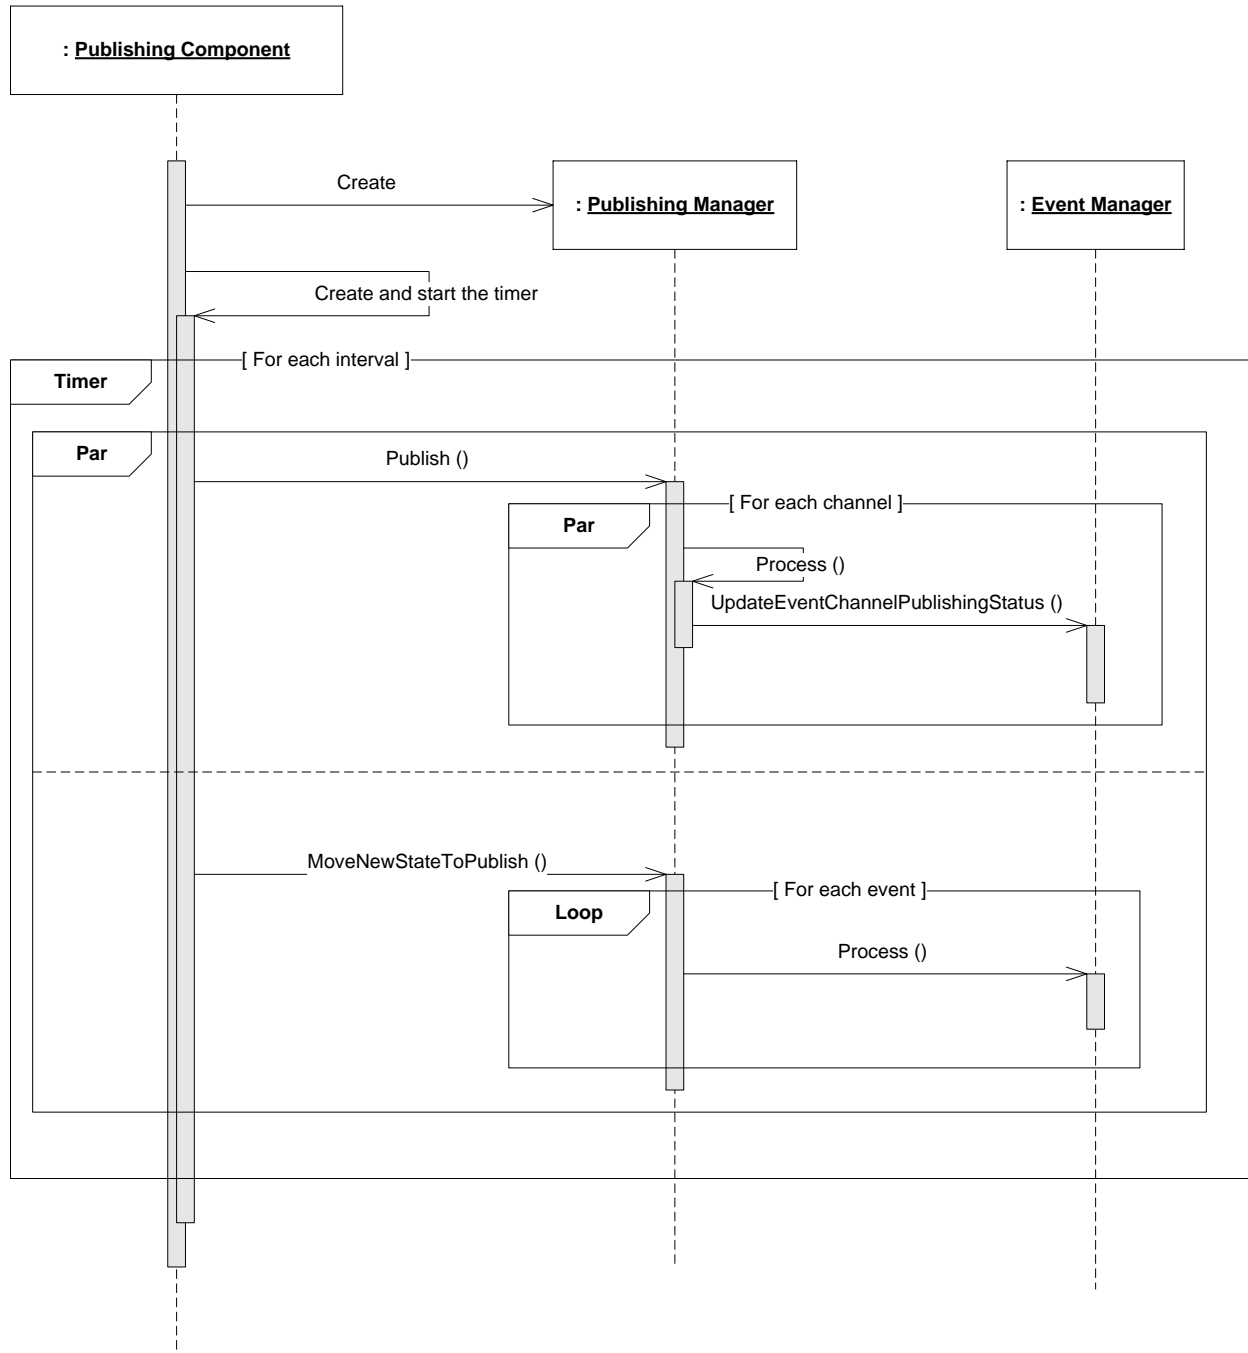 : Publishing Component
Create
: Publishing Manager
: Event Manager
Create and start the timer
[ For each interval ]
Timer
Par
Publish ()
[ For each channel ]
Par
Process ()
UpdateEventChannelPublishingStatus ()
MoveNewStateToPublish ()
[ For each event ]
Loop
Process ()